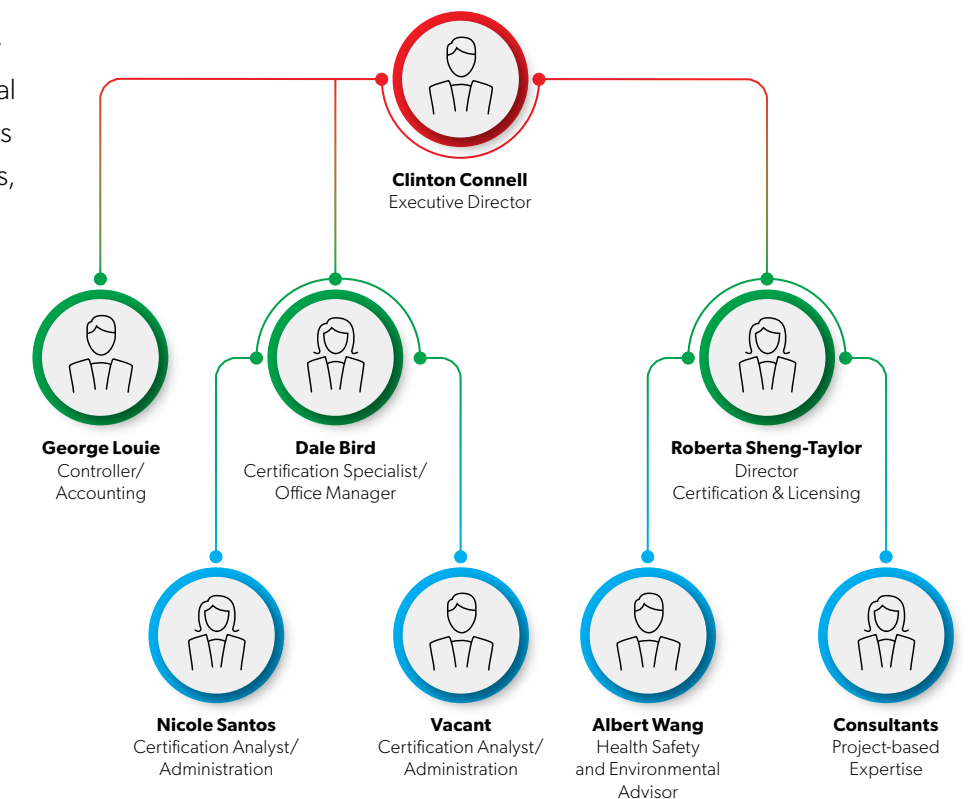 al
s
s,
Clinton Connell
Executive Director
George Louie
Controller/
Accounting
Dale Bird
Certification Specialist/
Office Manager
Roberta Sheng-Taylor
Director
Certification & Licensing
Nicole Santos
Certification Analyst/
Administration
Vacant
Certification Analyst/
Administration
Albert Wang
Health Safety
and Environmental
Advisor
Consultants
Project-based
Expertise